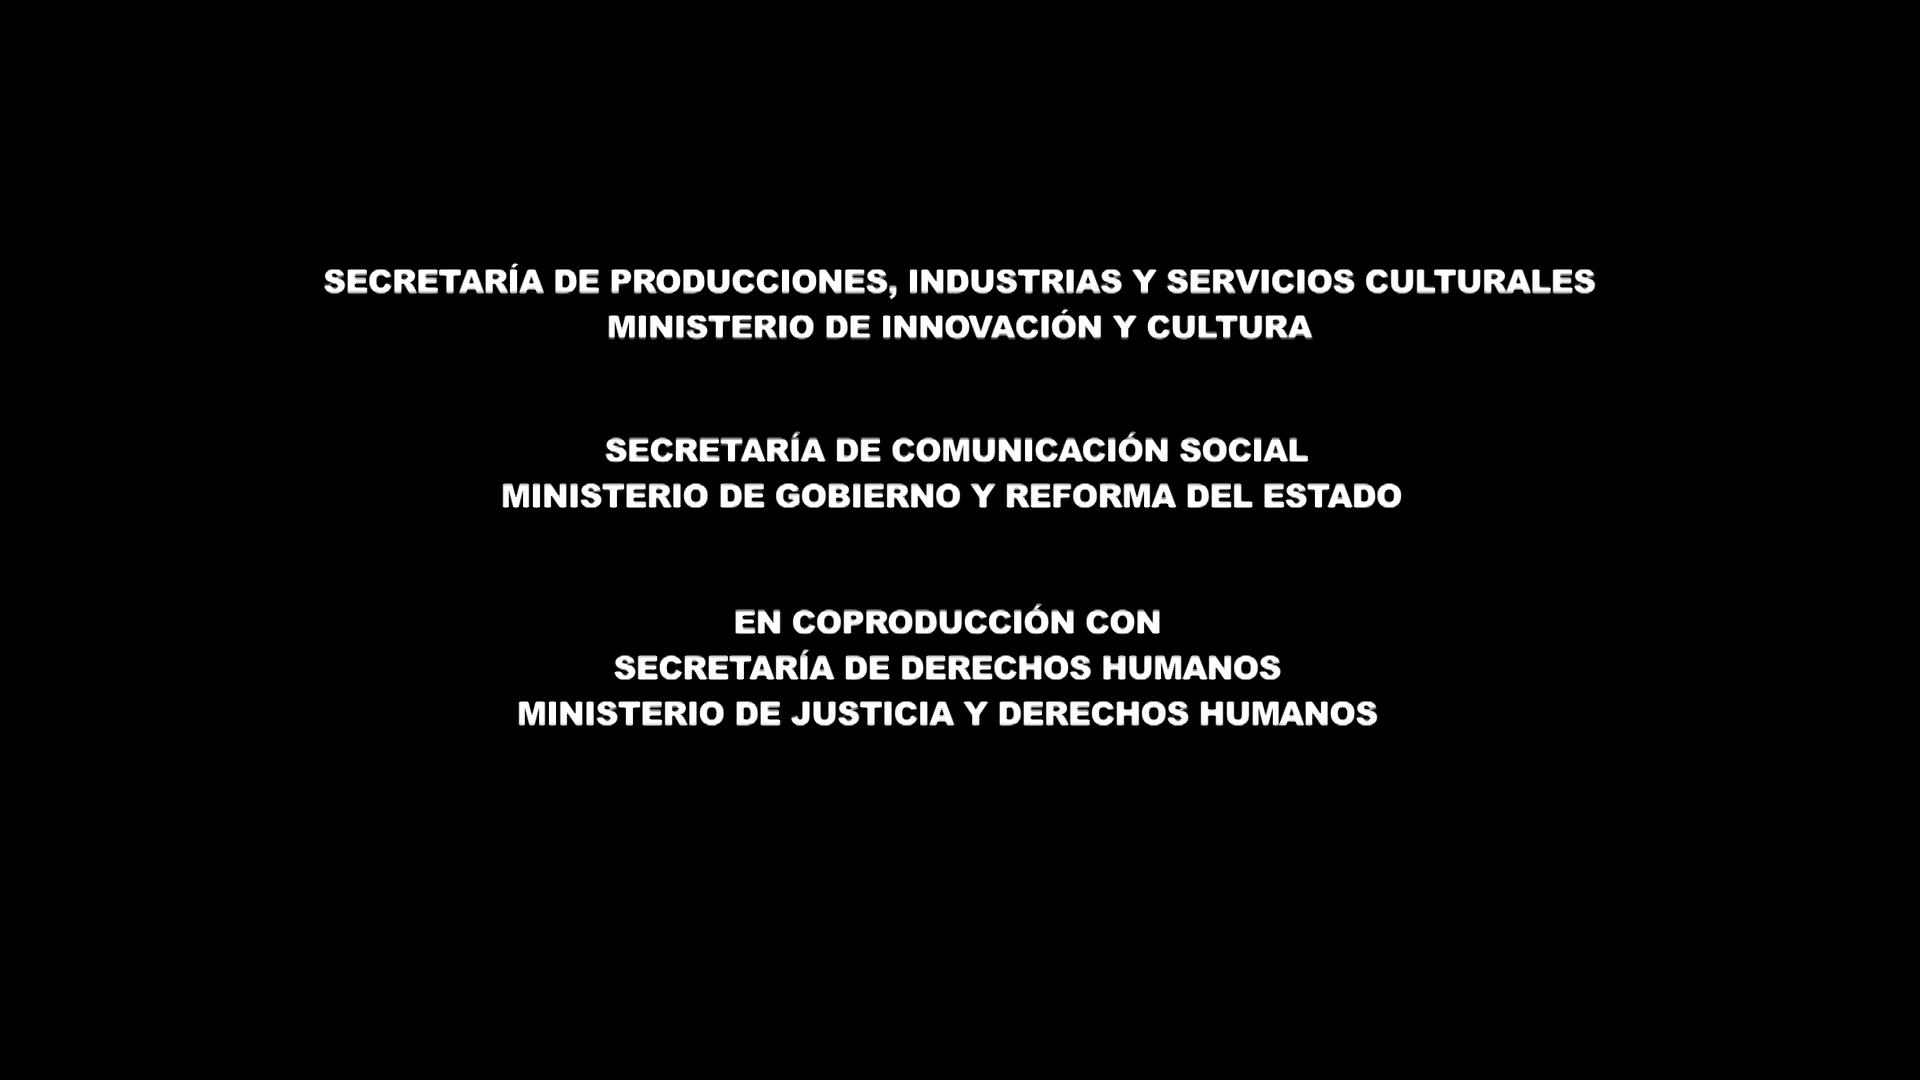 SECRETARÍA DE PRODUCCIONES, INDUSTRIAS Y SERVICIOS CULTURALES
MINISTERIO DE INNOVACIÓN Y CULTURA
SECRETARÍA DE COMUNICACIÓN SOCIAL
MINISTERIO DE GOBIERNO Y REFORMA DEL ESTADO
EN COPRODUCCIÓN CON
SECRETARÍA DE DERECHOS HUMANOS
MINISTERIO DE JUSTICIA Y DERECHOS HUMANOS